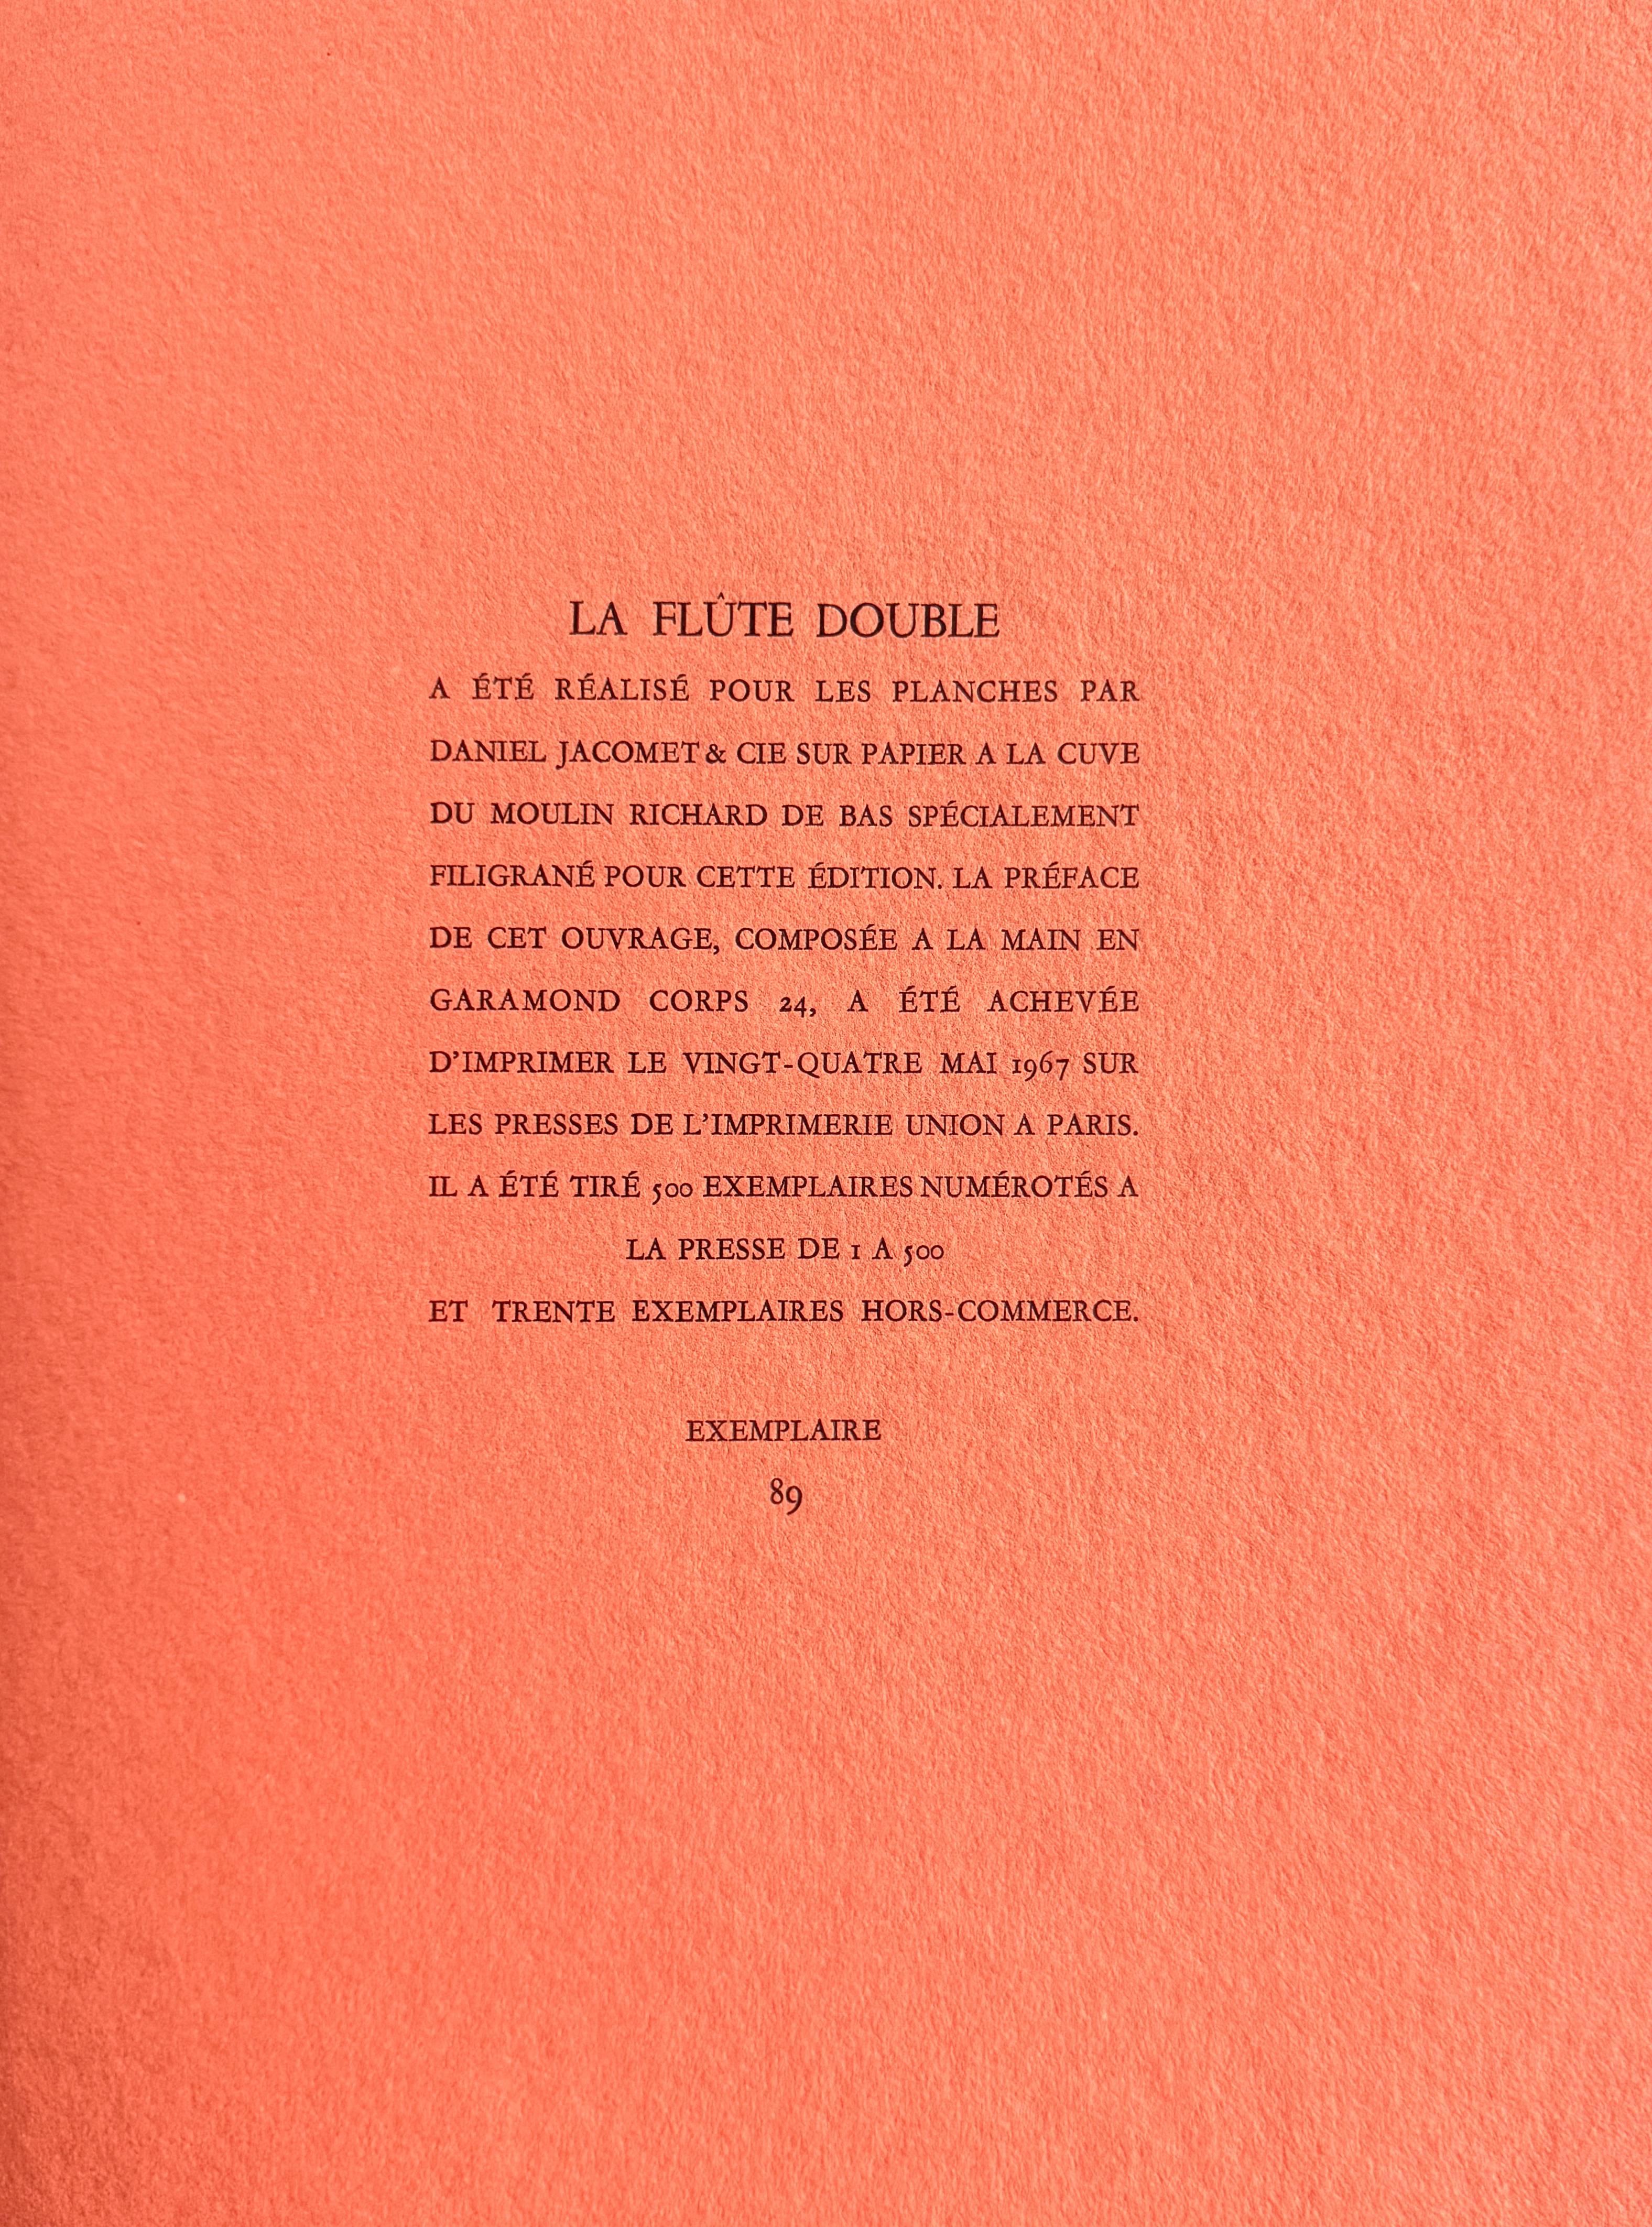 LA FLÛTE DOUBLE
A ÉTÉ RÉALISÉ POUR LES PLANCHES PAR
DANIEL JACOMET & CIE SUR PAPIER A LA CUVE
DU MOULIN RICHARD DE BAS SPÉCIALEMENT
FILIGRANÉ POUR CETTE ÉDITION. LA PRÉFACE
DE CET OUVRAGE, COMPOSÉE A LA MAIN EN
GARAMOND CORPS 24, A ÉTÉ ACHEVÉE
D'IMPRIMER LE VINGT-QUATRE MAI 1967 SUR
LES PRESSES DE L'IMPRIMERIE UNION A PARIS.
IL A ÉTÉ TIRÉ 500 EXEMPLAIRES NUMÉROTÉS A
LA PRESSE DE 1 A 500
ET TRENTE EXEMPLAIRES HORS-COMMERCE.
EXEMPLAIRE
89